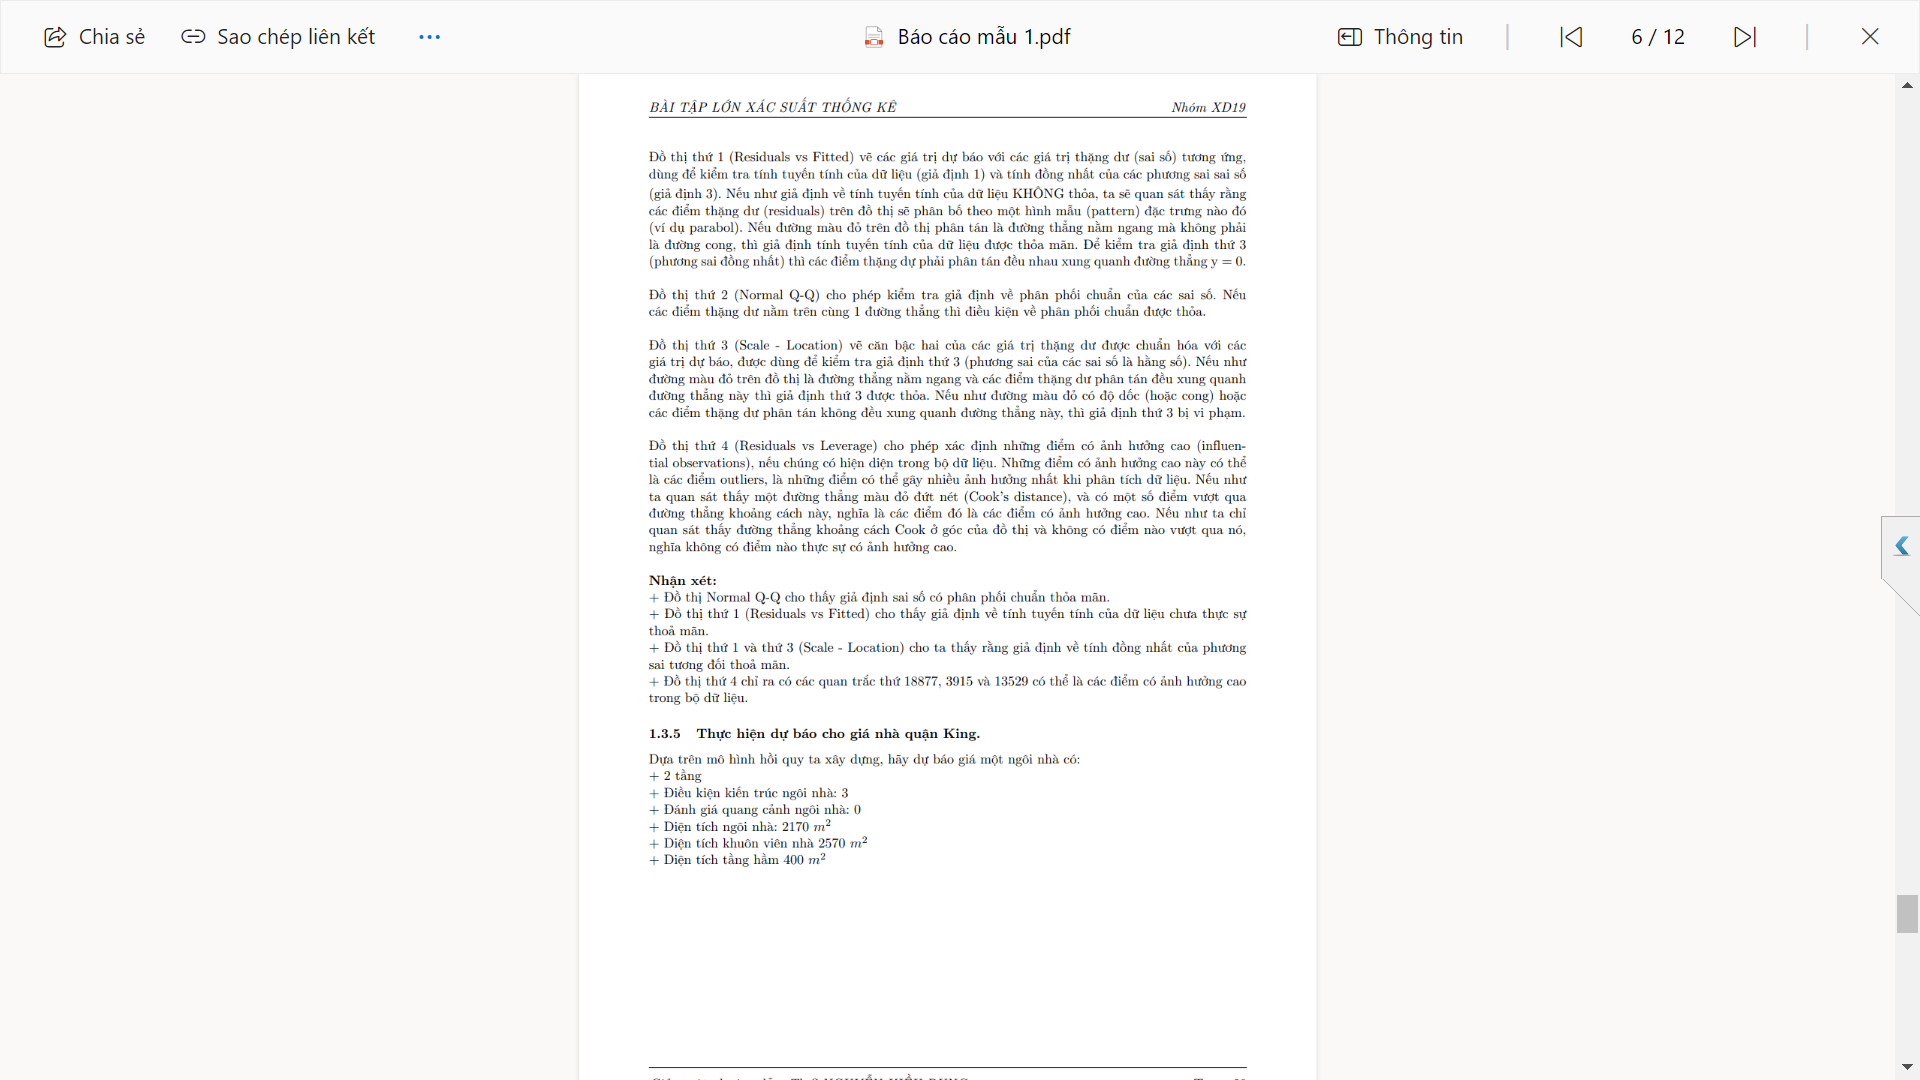 Chia sẻ
Sao chép liên kết
Báo cáo mẫu 1.pdf
Thông tin
6 / 12
BÀI TẬP LỚN XÁC SUẤT THỐNG KÊ
Nhóm XD19
Đồ thị thứ 1 (Residuals vs Fitted) vẽ các giá trị dự báo với các giá trị thặng dư (sai số) tương ứng,
dùng để kiểm tra tính tuyến tính của dữ liệu (giả định 1) và tính đồng nhất của các phương sai sai số
(giả định 3). Nếu như giả định về tính tuyến tính của dữ liệu KHÔNG thỏa, ta sẽ quan sát thấy rằng
các điểm thặng dư (residuals) trên đồ thị sẽ phân bố theo một hình mẫu (pattern) đặc trưng nào đó
(ví dụ parabol). Nếu đường màu đỏ trên đồ thị phân tán là đường thẳng nằm ngang mà không phải
là đường cong, thì giả định tính tuyến tính của dữ liệu được thỏa mãn. Để kiểm tra giả định thứ 3
(phương sai đồng nhất) thì các điểm thặng dự phải phân tán đều nhau xung quanh đường thẳng y = 0.
Đồ thị thứ 2 (Normal Q-Q) cho phép kiểm tra giả định về phân phối chuẩn của các sai số. Nếu
các điểm thặng dư nằm trên cùng 1 đường thẳng thì điều kiện về phân phối chuẩn được thỏa.
Đồ thị thứ 3 (Scale - Location) vẽ căn bậc hai của các giá trị thặng dư được chuẩn hóa với các
giá trị dự báo, được dùng để kiểm tra giả định thứ 3 (phương sai của các sai số là hằng số). Nếu như
đường màu đỏ trên đồ thị là đường thẳng nằm ngang và các điểm thặng dư phân tán đều xung quanh
đường thẳng này thì giả định thứ 3 được thỏa. Nếu như đường màu đỏ có độ dốc (hoặc cong) hoặc
các điểm thặng dư phân tán không đều xung quanh đường thẳng này, thì giả định thứ 3 bị vi phạm.
Đồ thị thứ 4 (Residuals vs Leverage) cho phép xác định những điểm có ảnh hưởng cao (influen-
tial observations), nếu chúng có hiện diện trong bộ dữ liệu. Những điểm có ảnh hưởng cao này có thể
là các điểm outliers, là những điểm có thể gây nhiều ảnh hưởng nhất khi phân tích dữ liệu. Nếu như
ta quan sát thấy một đường thẳng màu đỏ đứt nét (Cook's distance), và có một số điểm vượt qua
đường thẳng khoảng cách này, nghĩa là các điểm đó là các điểm có ảnh hưởng cao. Nếu như ta chỉ
quan sát thấy đường thẳng khoảng cách Cook ở góc của đồ thị và không có điểm nào vượt qua nó,
nghĩa không có điểm nào thực sự có ảnh hưởng cao.
Nhận xét:
+ Đồ thị Normal Q-Q cho thấy giả định sai số có phân phối chuẩn thỏa mãn.
+ Đồ thị thứ 1 (Residuals vs Fitted) cho thấy giả định về tính tuyến tính của dữ liệu chưa thực sự
thoả mãn.
+ Đồ thị thứ 1 và thứ 3 (Scale - Location) cho ta thấy rằng giả định về tính đồng nhất của phương
sai tương đối thoả mãn.
+ Đồ thị thứ 4 chỉ ra có các quan trắc thứ 18877, 3915 và 13529 có thể là các điểm có ảnh hưởng cao
trong bộ dữ liệu.
1.3.5 Thực hiện dự báo cho giá nhà quận King.
Dựa trên mô hình hồi quy ta xây dựng, hãy dự báo giá một ngôi nhà có:
+ 2 tầng
+ Điều kiện kiến trúc ngôi nhà: 3
+ Đánh giá quang cảnh ngôi nhà: 0
+ Diện tích ngôi nhà: 2170 m²
+ Diện tích khuôn viên nhà 2570 m²
+ Diện tích tầng hầm 400 m²